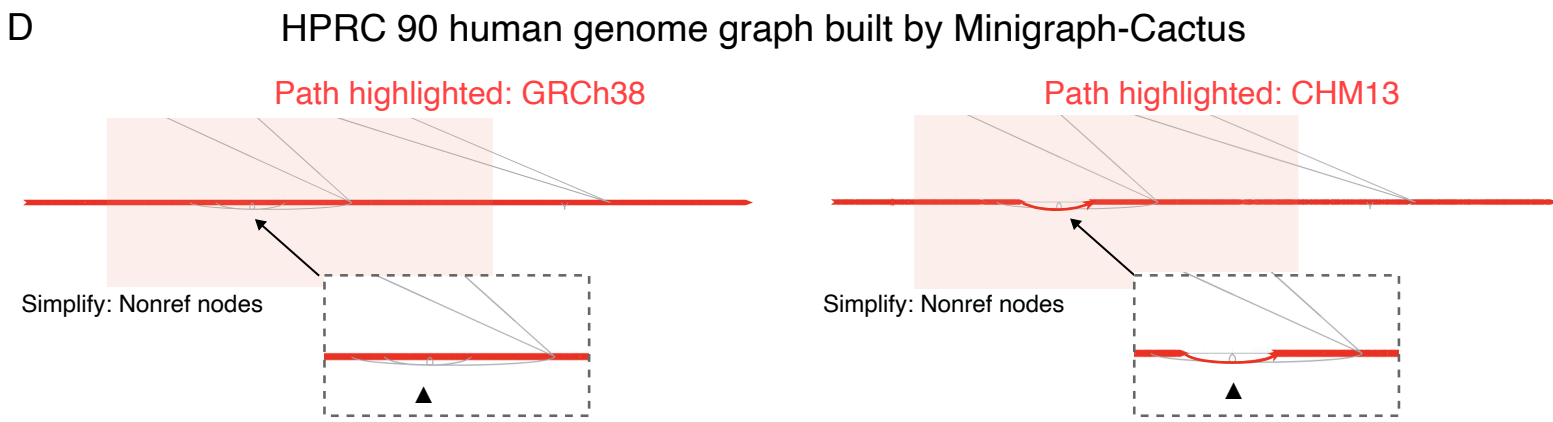 D
HPRC 90 human genome graph built by Minigraph-Cactus
Path highlighted: GRCh38
Path highlighted: CHM13
Simplify: Nonref nodes
Simplify: Nonref nodes